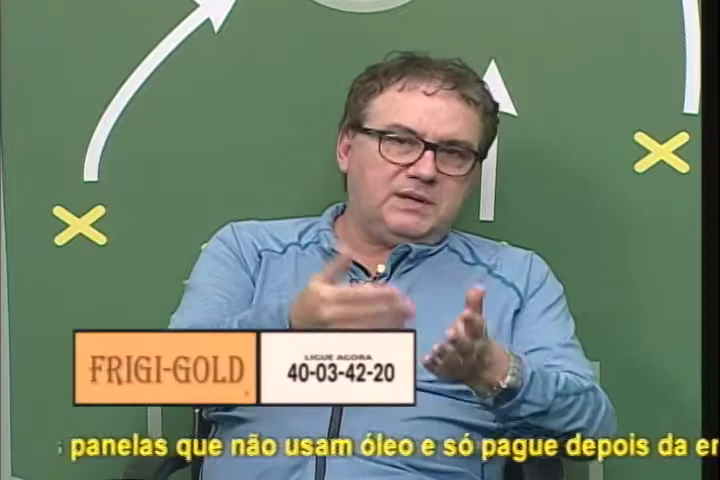 FRIGI-GOLD
LIGUE AGORA
40-03-42-20
panelas que não usam óleo e só pague depois da